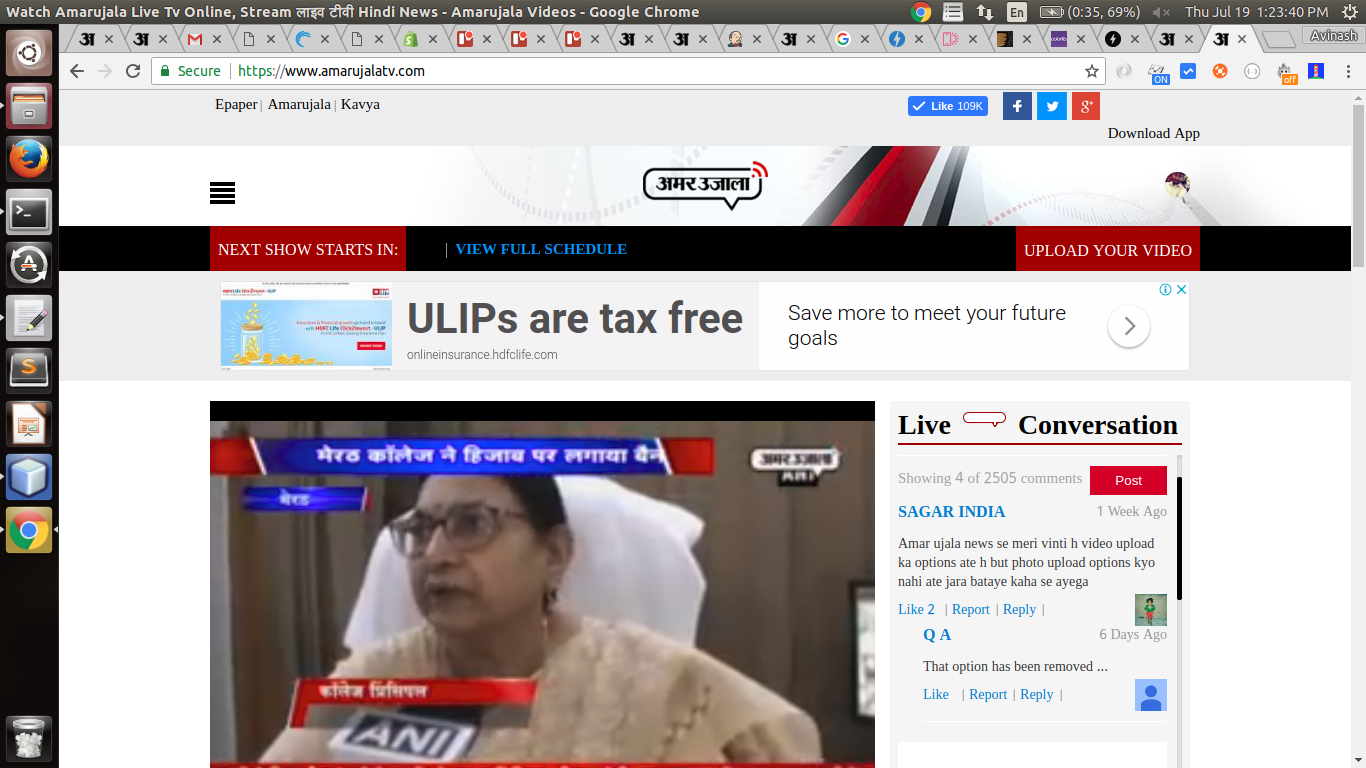 Watch Amarujala Live Tv Online, Stream लाइव टीवी Hindi News - Amarujala Videos - Google Chrome
En
(0:35, 69%)
Thu Jul 19 1:23:40 PM
Avinash
Secure
https://www.amarujalatv.com
ON
off
Epaper | Amarujala | Kavya
Like 109K
Download App
अमर उजाला
NEXT SHOW STARTS IN:
| VIEW FULL SCHEDULE
UPLOAD YOUR VIDEO
ULIPs are tax free
onlineinsurance.hdfclife.com
Save more to meet your future
goals
Live Conversation
मेरठ कॉलेज ने हिजाब पर लगाया बैन
अमर उजाला
ANI
मेरठ
कॉलेज प्रिंसिपल
ANI
Showing 4 of 2505 comments
Post
SAGAR INDIA
1 Week Ago
Amar ujala news se meri vinti h video upload
ka options ate h but photo upload options kyo
nahi ate jara bataye kaha se ayega
Like 2 | Report | Reply |
Q A
6 Days Ago
That option has been removed ...
Like | Report | Reply |